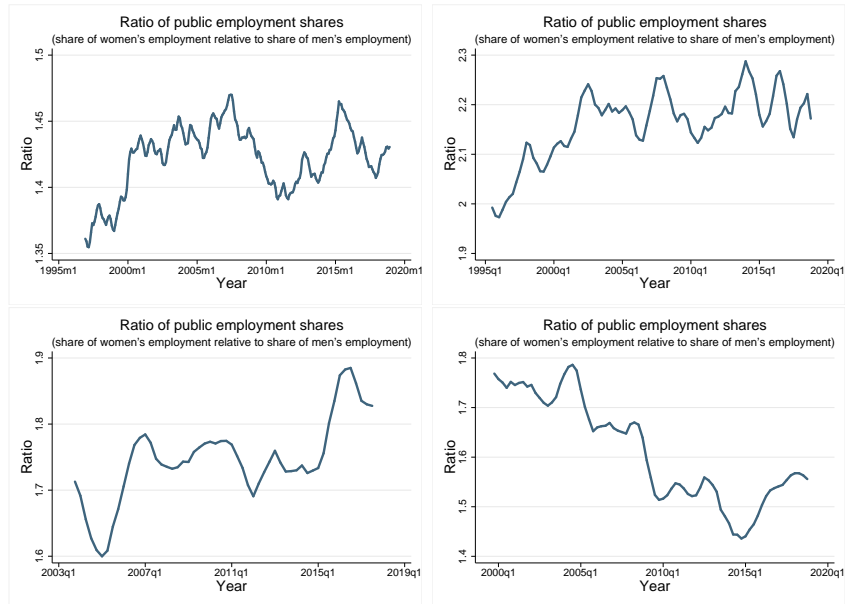 Ratio of public employment shares
(share of women's employment relative to share of men's employment)
Ratio
1.5
1.45
1.4
1.35
1995m1 2000m1 2005m1 2010m1 2015m1 2020m1
Year
Ratio of public employment shares
(share of women's employment relative to share of men's employment)
Ratio
2.3
2.2
2.1
2
1.9
1995q1 2000q1 2005q1 2010q1 2015q1 2020q1
Year
Ratio of public employment shares
(share of women's employment relative to share of men's employment)
Ratio
1.9
1.8
1.7
1.6
2003q1 2007q1 2011q1 2015q1 2019q1
Year
Ratio of public employment shares
(share of women's employment relative to share of men's employment)
Ratio
1.8
1.7
1.6
1.5
1.4
2000q1 2005q1 2010q1 2015q1 2020q1
Year